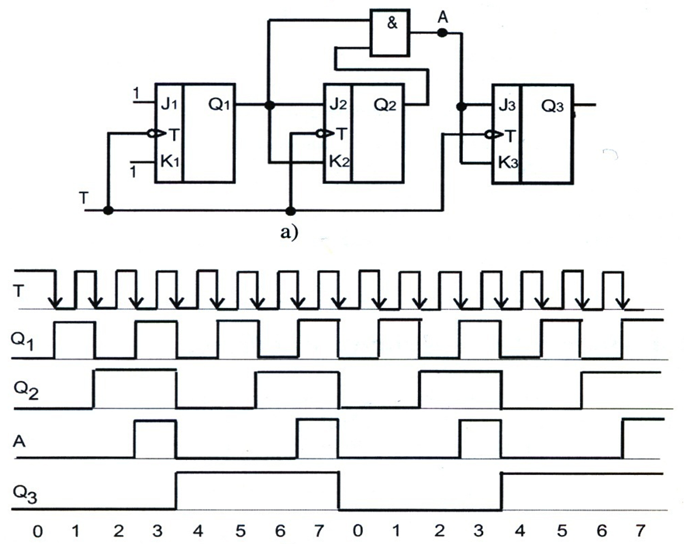 & A
1 J₁ Q₁ J₂ Q₂ J₃ Q₃
T T T
1 K₁ K₂ K₃
T
a)
T
Q₁
Q₂
A
Q₃
0 1 2 3 4 5 6 7 0 1 2 3 4 5 6 7